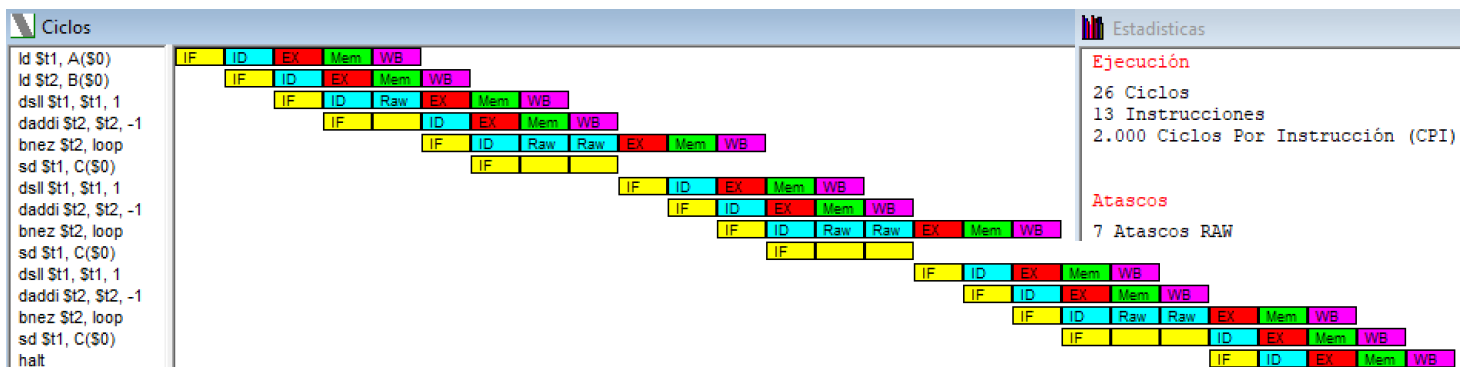 Ciclos
Estadisticas
ld $t1, A($0) IF ID EX Mem WB
ld $t2, B($0) IF ID EX Mem WB
dsll $t1, $t1, 1 IF ID Raw EX Mem WB
daddi $t2, $t2, -1 IF ID EX Mem WB
bnez $t2, loop IF ID Raw Raw EX Mem WB
sd $t1, C($0) IF
dsll $t1, $t1, 1 IF ID EX Mem WB
daddi $t2, $t2, -1 IF ID EX Mem WB
bnez $t2, loop IF ID Raw Raw EX Mem WB
sd $t1, C($0) IF
dsll $t1, $t1, 1 IF ID EX Mem WB
daddi $t2, $t2, -1 IF ID EX Mem WB
bnez $t2, loop IF ID Raw Raw EX Mem WB
sd $t1, C($0) IF ID EX Mem WB
halt IF ID EX Mem WB
Ejecución
26 Ciclos
13 Instrucciones
2.000 Ciclos Por Instrucción (CPI)
Atascos
7 Atascos RAW